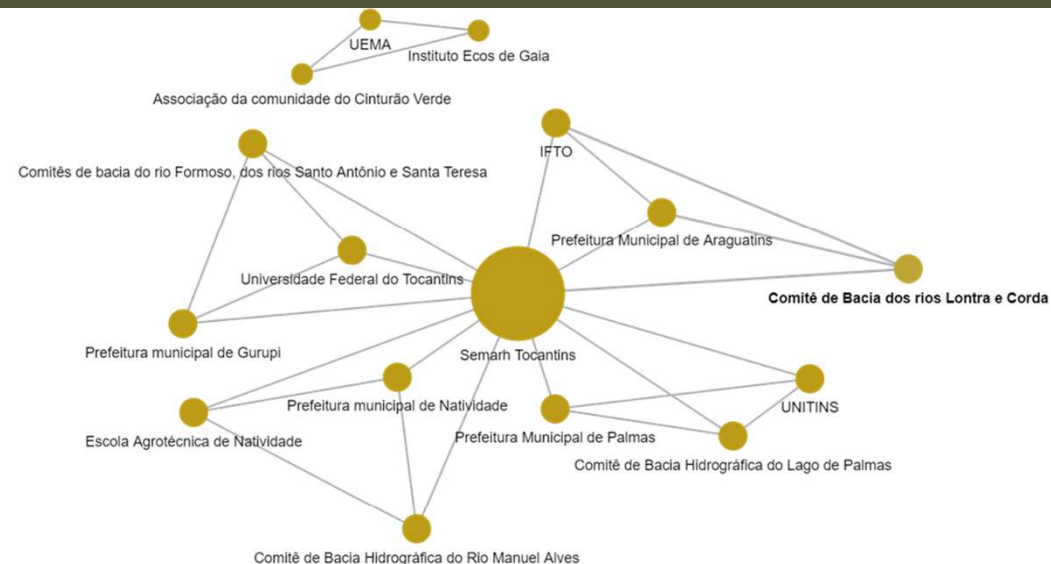 UEMA
Instituto Ecos de Gaia
Associação da comunidade do Cinturão Verde
IFTO
Comitês de bacia do rio Formoso, dos rios Santo Antônio e Santa Teresa
Prefeitura Municipal de Araguatins
Universidade Federal do Tocantins
Comitê de Bacia dos rios Lontra e Corda
Prefeitura municipal de Gurupi
Semarh Tocantins
Prefeitura municipal de Natividade
UNITINS
Escola Agrotécnica de Natividade
Prefeitura Municipal de Palmas
Comitê de Bacia Hidrográfica do Lago de Palmas
Comitê de Bacia Hidrográfica do Rio Manuel Alves